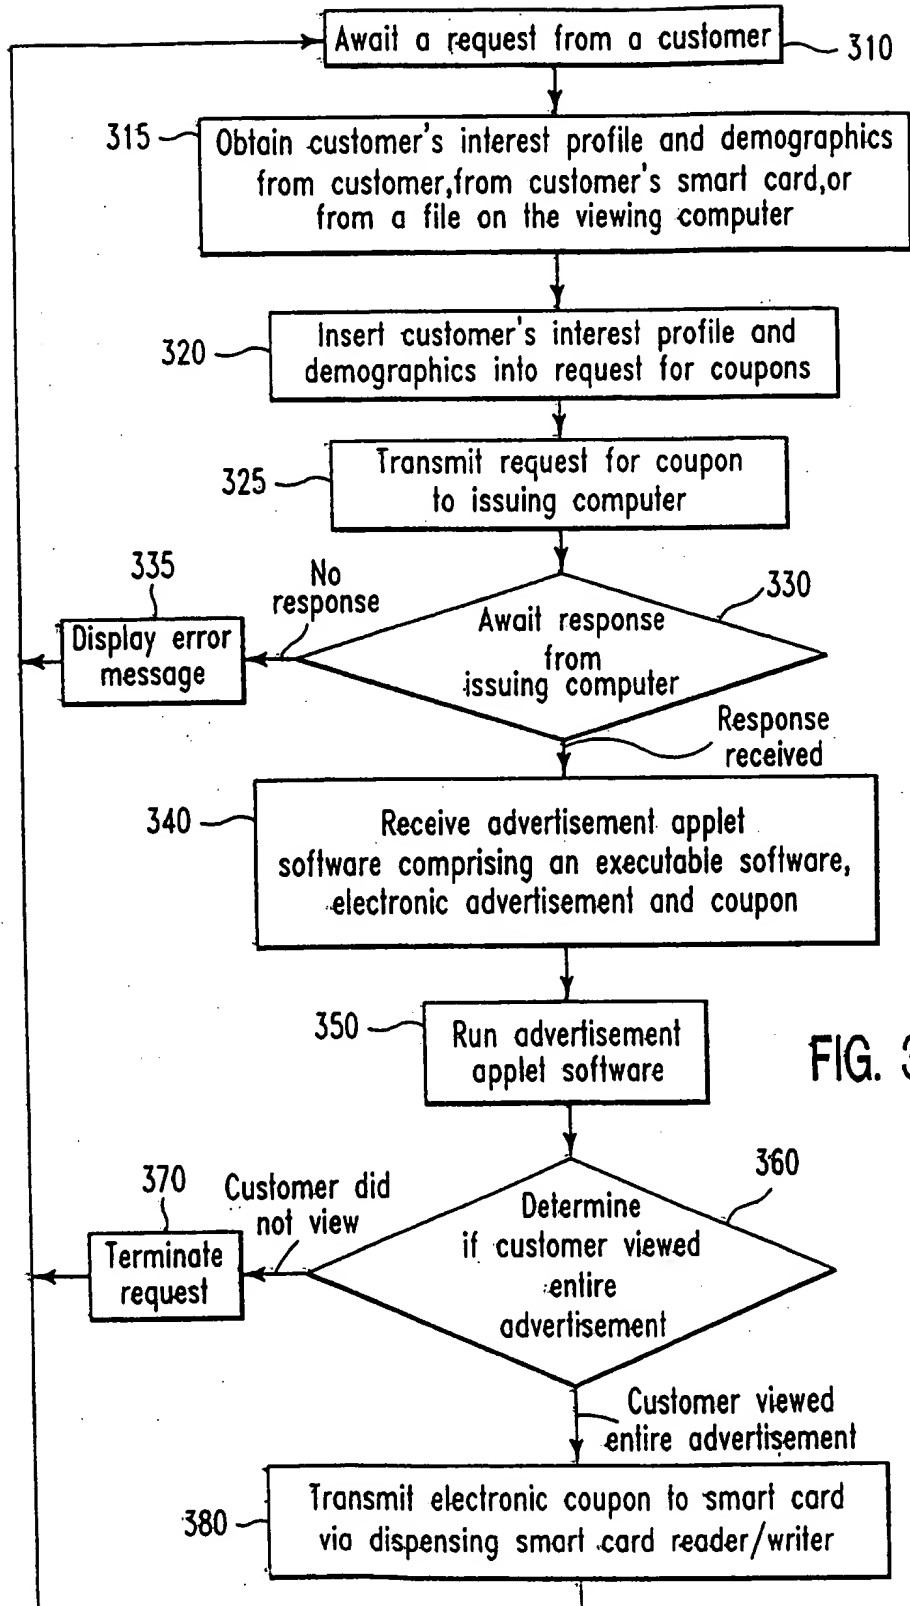 Await a request from a customer
310
315
Obtain customer's interest profile and demographics
from customer, from customer's smart card, or
from a file on the viewing computer
320
Insert customer's interest profile and
demographics into request for coupons
325
Transmit request for coupon
to issuing computer
335
No
response
330
Display error
message
Await response
from
issuing computer
Response
received
340
Receive advertisement applet
software comprising an executable software,
electronic advertisement and coupon
350
Run advertisement
applet software
FIG. 3
370
Customer did
not view
360
Terminate
request
Determine
if customer viewed
entire
advertisement
Customer viewed
entire advertisement
380
Transmit electronic coupon to smart card
via dispensing smart card reader/writer